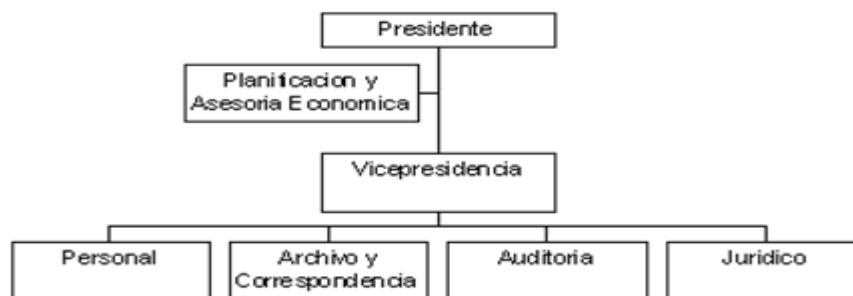 Presidente
Planificacion y
Asesoria Economica
Vicepresidencia
Personal
Archivo y
Correspondencia
Auditoria
Juridico